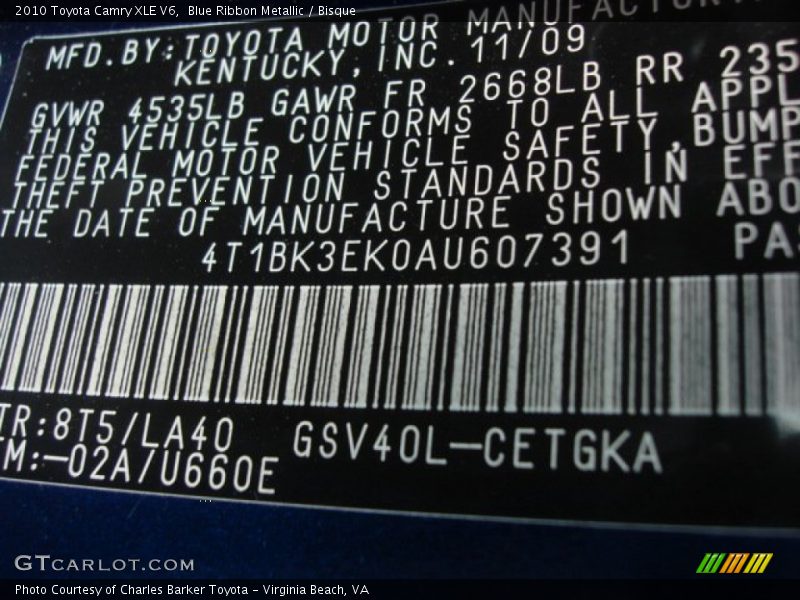 2010 Toyota Camry XLE V6,  Blue Ribbon Metallic / Bisque
MFD.BY:TOYOTA MOTOR MANUFACTUR
KENTUCKY,INC. 11/09
GVWR 4535LB GAWR FR 2668LB RR 235
THIS VEHICLE CONFORMS TO ALL APPL
FEDERAL MOTOR VEHICLE SAFETY,BUMP
THEFT PREVENTION STANDARDS IN EFF
THE DATE OF MANUFACTURE SHOWN ABO
4T1BK3EK0AU607391 PAS
TR:8T5/LA40 GSV40L-CETGKA
TM:-02A/U660E
GTCARLOT.COM
Photo Courtesy of Charles Barker Toyota - Virginia Beach, VA